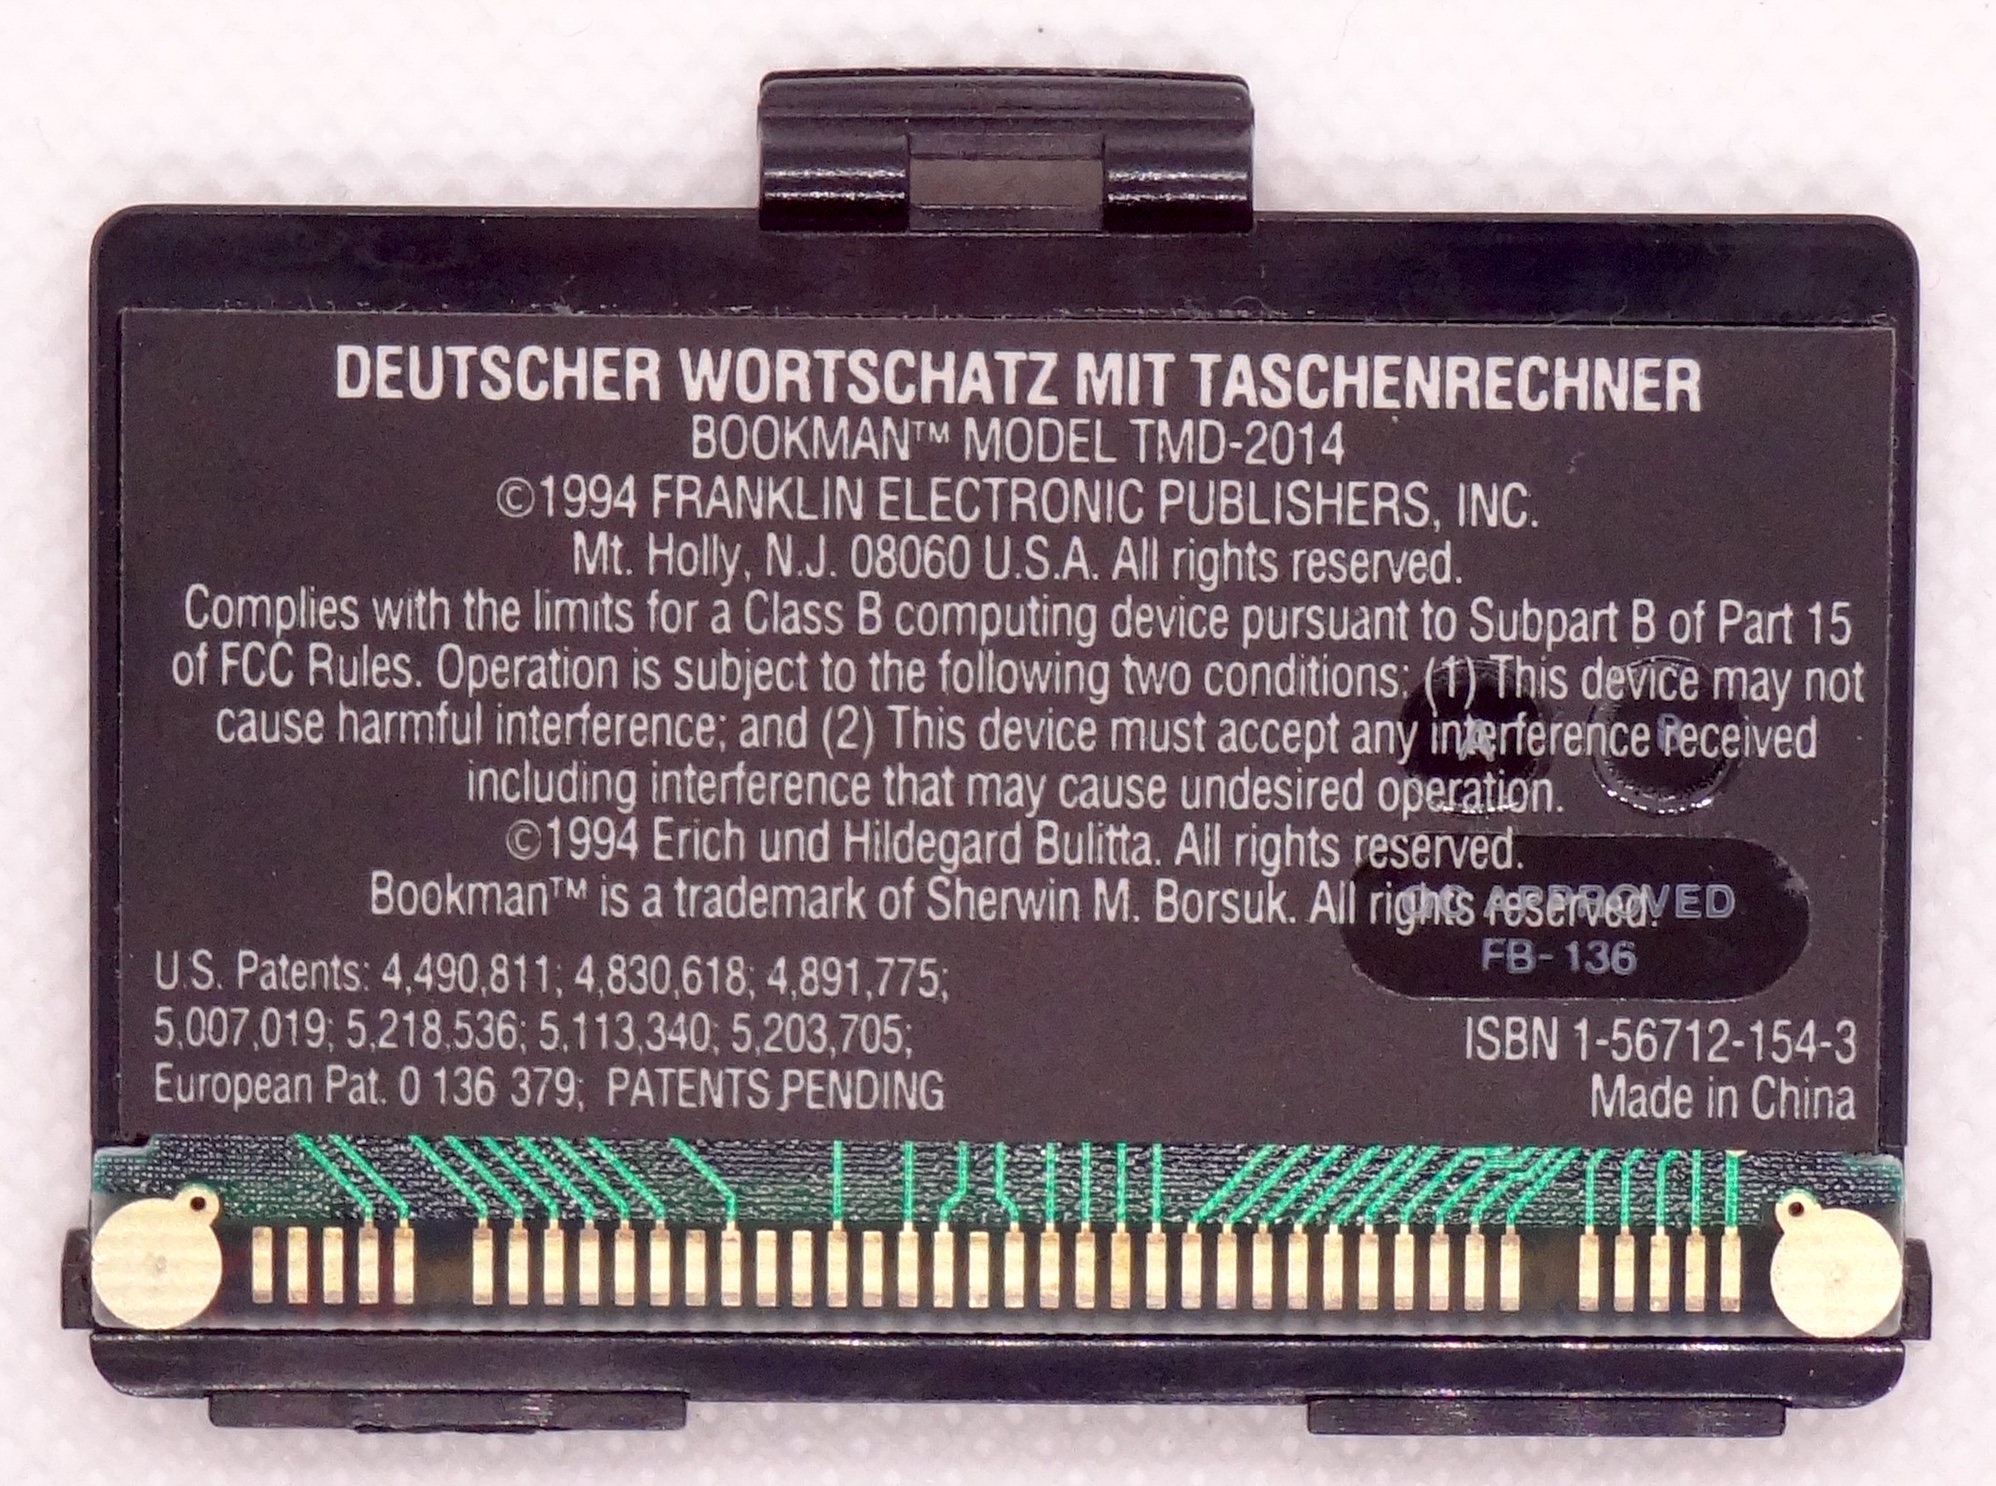 DEUTSCHER WORTSCHATZ MIT TASCHENRECHNER
BOOKMAN™ MODEL TMD-2014
©1994 FRANKLIN ELECTRONIC PUBLISHERS, INC.
Mt. Holly, N.J. 08060 U.S.A. All rights reserved.
Complies with the limits for a Class B computing device pursuant to Subpart B of Part 15
of FCC Rules. Operation is subject to the following two conditions: (1) This device may not
cause harmful interference; and (2) This device must accept any interference received
including interference that may cause undesired operation.
©1994 Erich und Hildegard Bulitta. All rights reserved.
Bookman™ is a trademark of Sherwin M. Borsuk. All rights reserved.
A
B
QC APPROVED
FB-136
U.S. Patents: 4,490,811; 4,830,618; 4,891,775;
5,007,019; 5,218,536; 5,113,340; 5,203,705;
European Pat. 0 136 379; PATENTS PENDING
ISBN 1-56712-154-3
Made in China